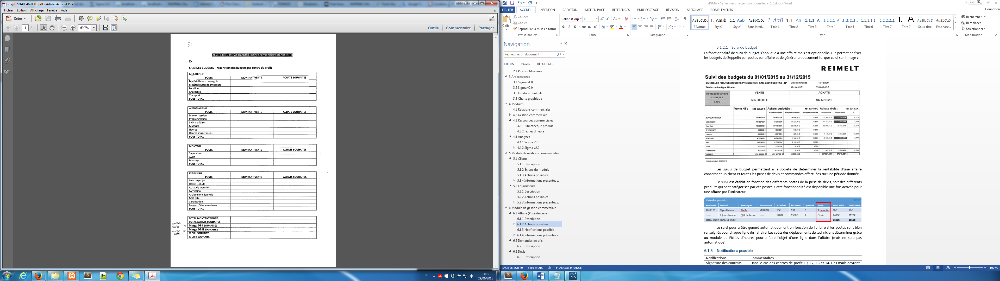 img-629140646-0001.pdf - Adobe Acrobat Pro
Fichier Edition Affichage Fenêtre Aide
Créer
1 / 1 69,7%
Outils Commentaire Partager
Si
APPLICATION SIGMA – SUITE REUNION AVEC OLIVIER MICHAUT
Ex :
SAISI DES BUDGETS – répartition des budgets par centre de profit
MECANIQUE
POSTE MONTANT VENTE ACHATS SOUHAITES
Matériel Inter-compagnie
Matériel autres fournisseurs
Location
Charpente
Transport
SOUS-TOTAL
AUTOMATISME
POSTE MONTANT VENTE ACHATS SOUHAITES
Mise en service
Programmation
Suivi d'affaires
Matériel
Heures
Heures sous-traitées
SOUS-TOTAL
MONTAGE
POSTE MONTANT VENTE ACHATS SOUHAITES
Supervision
Audit
Montage
SOUS-TOTAL
INGENIERIE
POSTE MONTANT VENTE ACHATS SOUHAITES
Suivi de projet
Dessin - étude
Achat de matériel
Formation
Analyse fonctionnelle
MSR liste
Certification
Bureau d'études externe
SOUS-TOTAL
TOTAL MONTANT VENTE
TOTAL ACHATS SOUHAITES
Marge DB I SOUHAITEE
Marge DB II SOUHAITEE
% DB I SOUHAITE
% DB II SOUHAITE
marge
marge
FR
14:19
29/06/2015
SIGMA - Cahier des charges fonctionnelles - v1.0.docx - Word
Connexion
FICHIER ACCUEIL INSERTION CRÉATION MISE EN PAGE RÉFÉRENCES PUBLIPOSTAGE RÉVISION AFFICHAGE COMPLÉMENTS
Coller
Couper
Copier
Reproduire la mise en forme
Presse-papiers
Calibri (Corp 11
G I S
Police
Paragraphe
¶ Normal Style1 Style4 Sans interl... Titre 1 Titre 2 Titre 3 Titre 4 Titre 5 Titre 6 Titre 7 Titre 0 Sous-titre Emphase...
Style
Rechercher
Remplacer
Sélectionner
Modification
Navigation
Rechercher un document
TITRES PAGES RÉSULTATS
2.7 Profils utilisateurs
3 Arborescence
3.1 Sigma v1.0
3.2 Sigma v2.0
3.3 Interface générale
3.4 Charte graphique
4 Modules
4.1 Relations commerciales
4.2 Gestion commerciale
4.3 Ressources commerciales
4.3.1 Bibliothèque produit
4.3.2 Fiches d'heure
4.4 Analyses
4.4.1 Sigma v1.0
4.4.2 Sigma v2.0
5 Module de relations commerciales
5.1 Clients
5.1.1 Description
5.1.2 Écrans du module
5.1.3 Actions possibles
5.1.4 Informations présentes s...
5.2 Fournisseurs
5.2.1 Description
5.2.2 Actions possibles
5.2.3 Informations présentes s...
6 Module de gestion commerciale
6.1 Affaire (Prise de devis)
6.1.1 Description
6.1.2 Actions possibles
6.1.3 Notifications possible
6.1.4 Informations présentes s...
6.2 Demandes de prix
6.2.1 Description
6.3 Devis
6.3.1 Description
6.1.2.1 Suivi de budget
La fonctionnalité de suivi de budget s'applique à une affaire mais est optionnelle. Elle permet de fixer
les budgets de Zeppelin par postes par affaire et de générer un document tel que celui sur l'image :
REIMELT
Suivi des budgets du 01/01/2015 au 31/12/2015
MONDELEZ FRANCE BISCUITS PRODUCTION SAS. 33610 CESTAS - N° Date commande : 15/12/2014
Pétrin continu ligne Mikado Montant HT : 535 000,00 €
Rentabilité affaire VENTE ACHATS
535 000,00 € 487 501,62 €
Vente HT : 535 000,00 € Achats budgétés : 451 627,00 € Achats réels : 487 501,62 €
ZEPPELIN REIMELT
MECANIQUE
Auto-Elec
CHARPENTE
Location
MONTAGE
MES
Etude
TRANSPORT
TOTAUX 535 000,00 € 451 627,00 € 83 373,00 € 487 501,62 €
Liste imprimée l
Les suivis de budget permettent à la société de déterminer la rentabilité d'une affaire
concernant un client et toutes les prises de devis et commandes effectuées sur une période donnée.
Le suivi est établit en fonction des différents postes de la prise de devis, soit des différents
produits qui sont catégorisés par ces postes. Cette fonctionnalité est disponible une fois activée pour
une affaire par l'utilisateur.
Liste des produits
Référence Intitulé Remarques Fournisseur PU achat PU vente Quantité Poste Total achat Total vente
2012123 Tiges filetées Blabla MIKADO 10€ 13€ 3 R Henschel 30€ 39€
------ 2 jours homme Cf fiche heure ------ 1200€ 1560€ 2 Etude 2400€ 3120€
TOTAL HORS FRAIS DE PORT 2430€ 3159€
Le suivi pourra être généré automatiquement en fonction de l'affaire si les postes sont bien
renseignés pour chaque ligne de l'affaire. Les coûts des déplacements de techniciens déterminés grâce
au module de Fiches d'heures pourra faire l'objet d'une ligne dans l'affaire (mais ne sera pas
automatique).
6.1.3 Notifications possible
Notifications Commentaires
Signature des contrats Dans le cas des centres de profit 10, 12, 13 et 14. Des mails devront
PAGE 26 SUR 49 8489 MOTS FRANÇAIS (FRANCE)
100 %